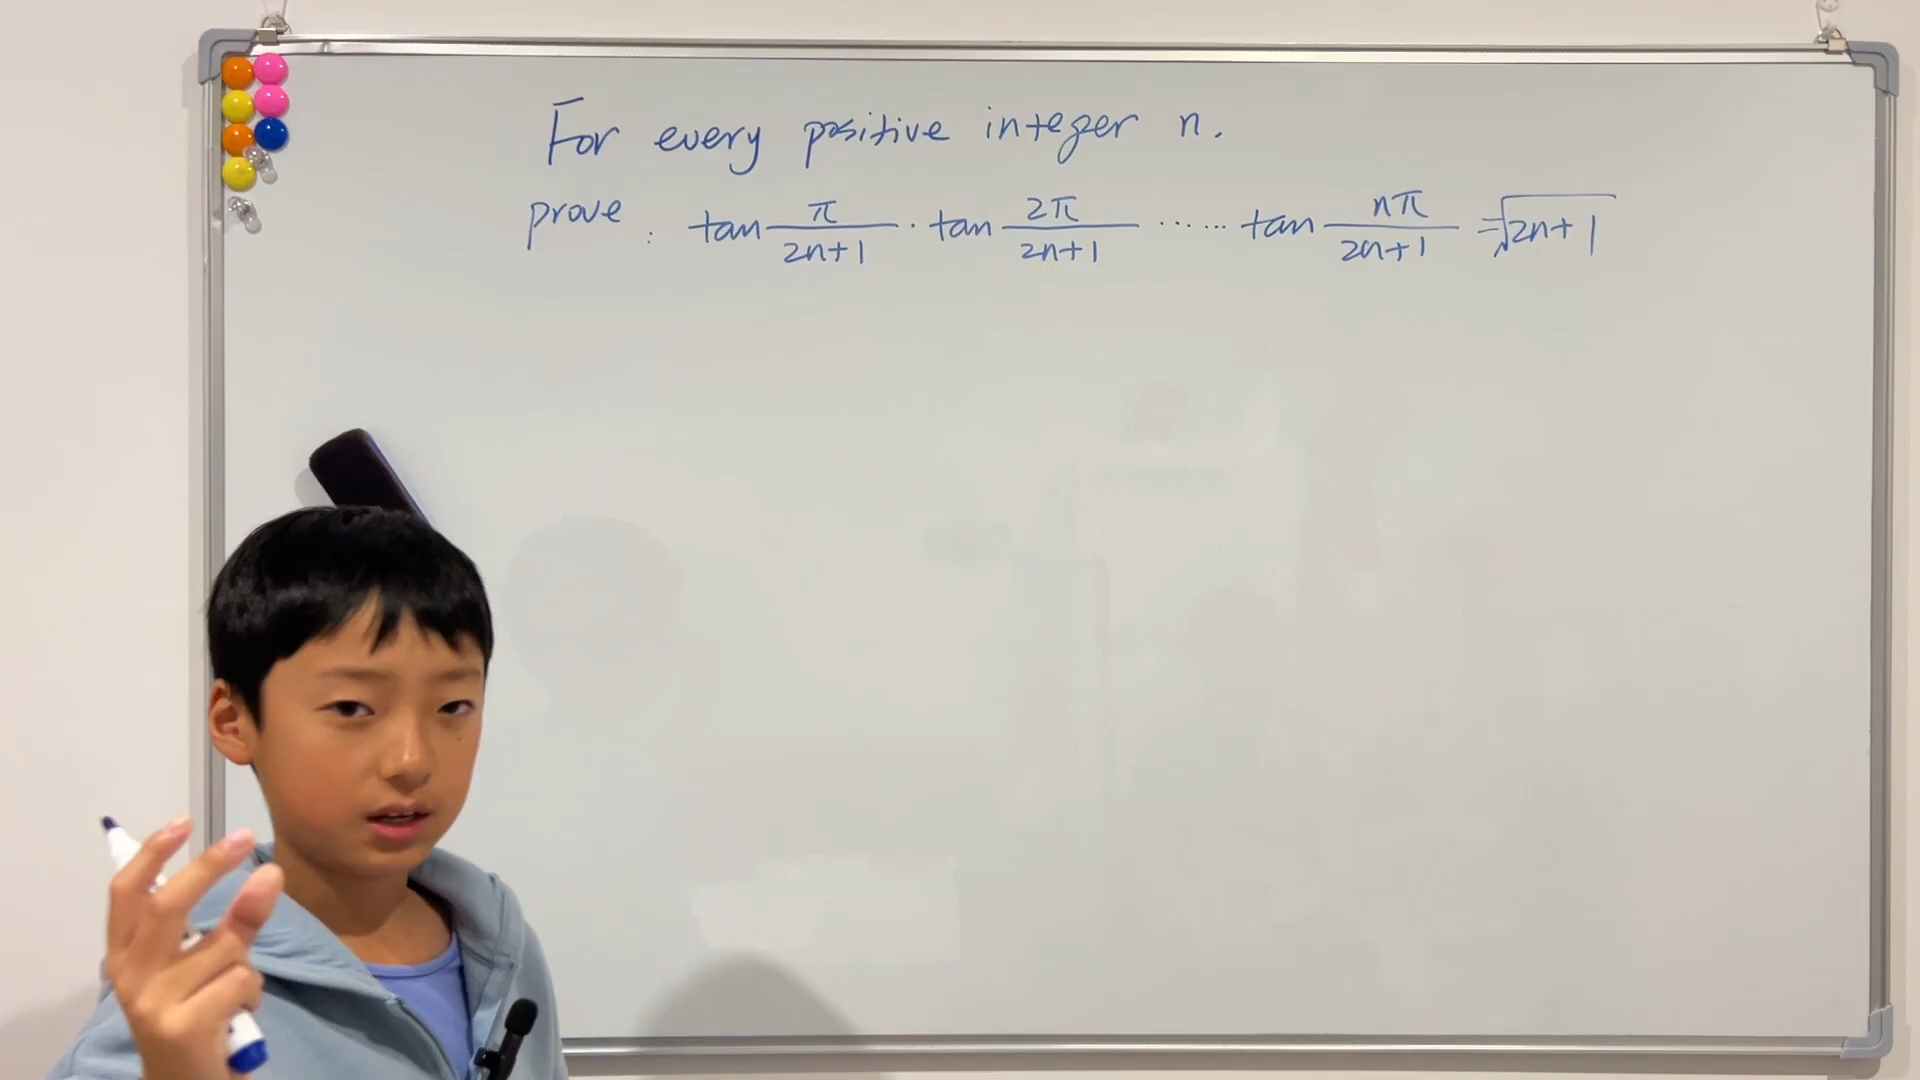 For every positive integer n.
prove : tan π/2n+1 · tan 2π/2n+1 ······ tan nπ/2n+1 = √2n+1